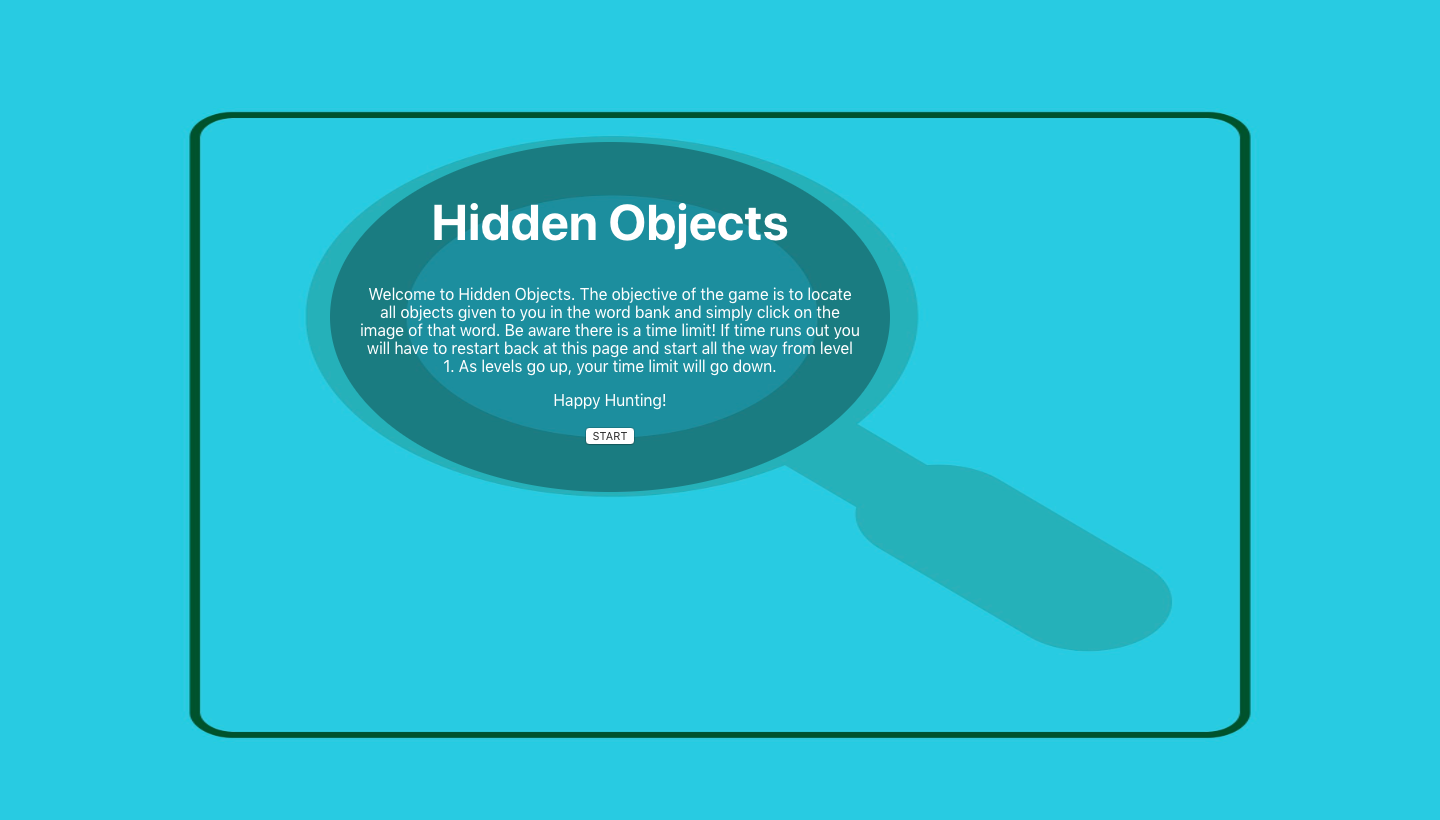 Hidden Objects
Welcome to Hidden Objects. The objective of the game is to locate
all objects given to you in the word bank and simply click on the
image of that word. Be aware there is a time limit! If time runs out you
will have to restart back at this page and start all the way from level
1. As levels go up, your time limit will go down.
Happy Hunting!
START